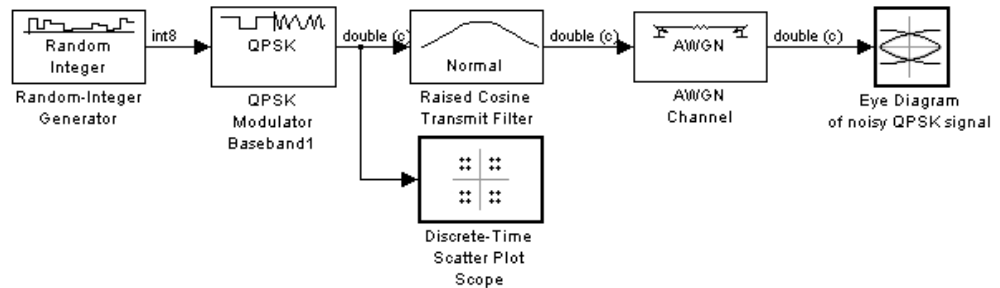 Random
Integer
Random-Integer
Generator
int8
QPSK
QPSK
Modulator
Baseband1
double (c)
Normal
Raised Cosine
Transmit Filter
double (c)
AWGN
AWGN
Channel
double (c)
Eye Diagram
of noisy QPSK signal
Discrete-Time
Scatter Plot
Scope